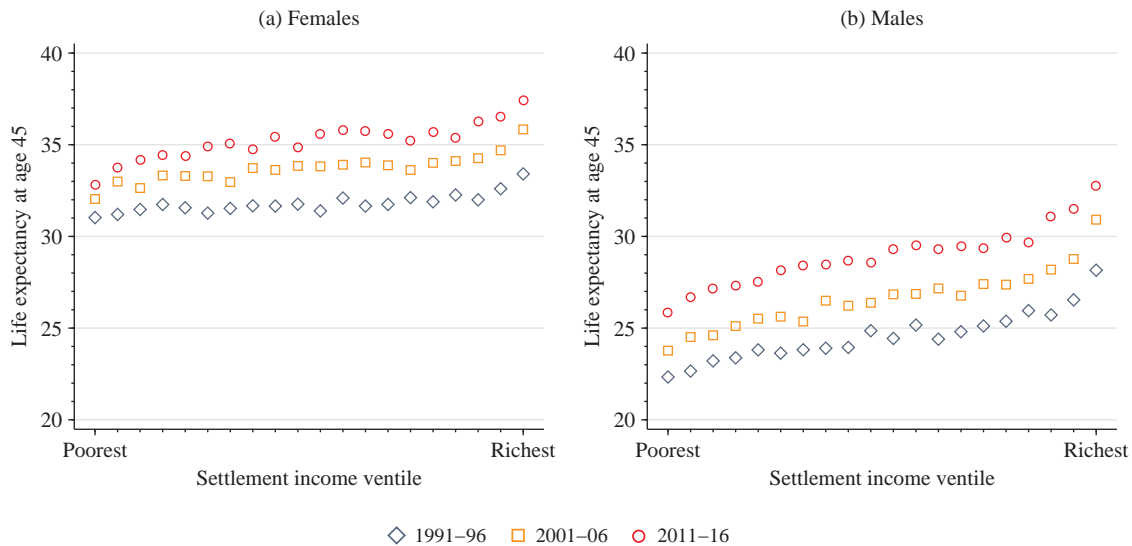 (a) Females
40
35
30
25
20
Life expectancy at age 45
Poorest
Richest
Settlement income ventile
(b) Males
40
35
30
25
20
Life expectancy at age 45
Poorest
Richest
Settlement income ventile
1991–96
2001–06
2011–16